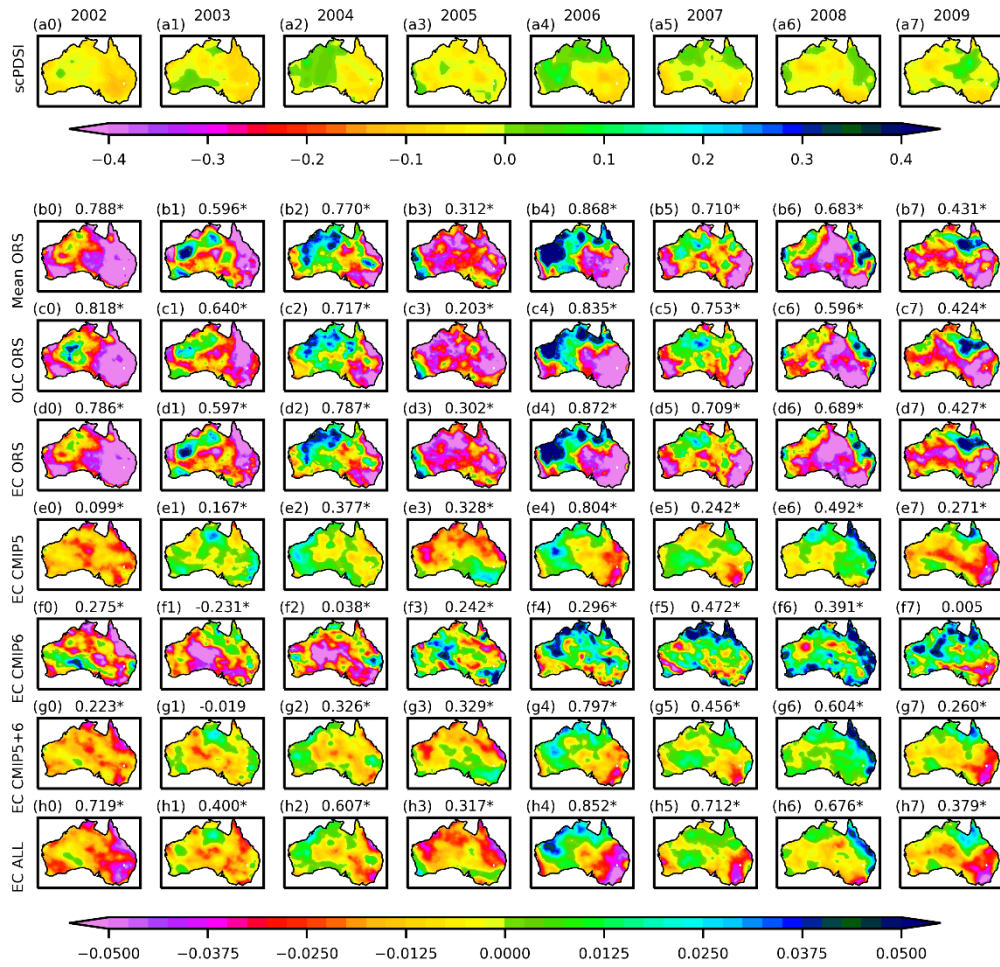 2002 2003 2004 2005 2006 2007 2008 2009
(a0) (a1) (a2) (a3) (a4) (a5) (a6) (a7)
scPDSI
−0.4 −0.3 −0.2 −0.1 0.0 0.1 0.2 0.3 0.4
(b0) 0.788* (b1) 0.596* (b2) 0.770* (b3) 0.312* (b4) 0.868* (b5) 0.710* (b6) 0.683* (b7) 0.431*
Mean ORS
(c0) 0.818* (c1) 0.640* (c2) 0.717* (c3) 0.203* (c4) 0.835* (c5) 0.753* (c6) 0.596* (c7) 0.424*
OLC ORS
(d0) 0.786* (d1) 0.597* (d2) 0.787* (d3) 0.302* (d4) 0.872* (d5) 0.709* (d6) 0.689* (d7) 0.427*
EC ORS
(e0) 0.099* (e1) 0.167* (e2) 0.377* (e3) 0.328* (e4) 0.804* (e5) 0.242* (e6) 0.492* (e7) 0.271*
EC CMIP5
(f0) 0.275* (f1) -0.231* (f2) 0.038* (f3) 0.242* (f4) 0.296* (f5) 0.472* (f6) 0.391* (f7) 0.005
EC CMIP6
(g0) 0.223* (g1) -0.019 (g2) 0.326* (g3) 0.329* (g4) 0.797* (g5) 0.456* (g6) 0.604* (g7) 0.260*
EC CMIP5+6
(h0) 0.719* (h1) 0.400* (h2) 0.607* (h3) 0.317* (h4) 0.852* (h5) 0.712* (h6) 0.676* (h7) 0.379*
EC ALL
−0.0500 −0.0375 −0.0250 −0.0125 0.0000 0.0125 0.0250 0.0375 0.0500